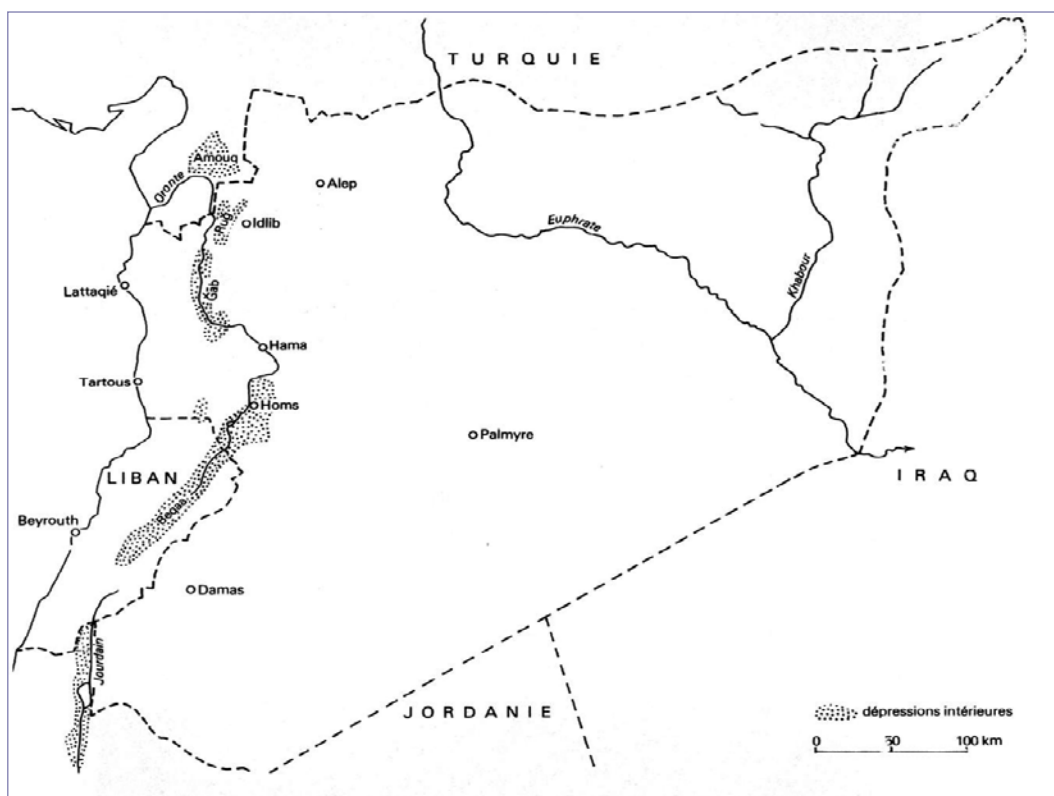 TURQUIE
Amouq
Oronte
Alep
Rug
Idlib
Euphrate
Khabour
Gab
Lattaqié
Hama
Tartous
Homs
Palmyre
LIBAN
IRAQ
Beqaa
Beyrouth
Damas
Jourdain
JORDANIE
dépressions intérieures
0 50 100 km